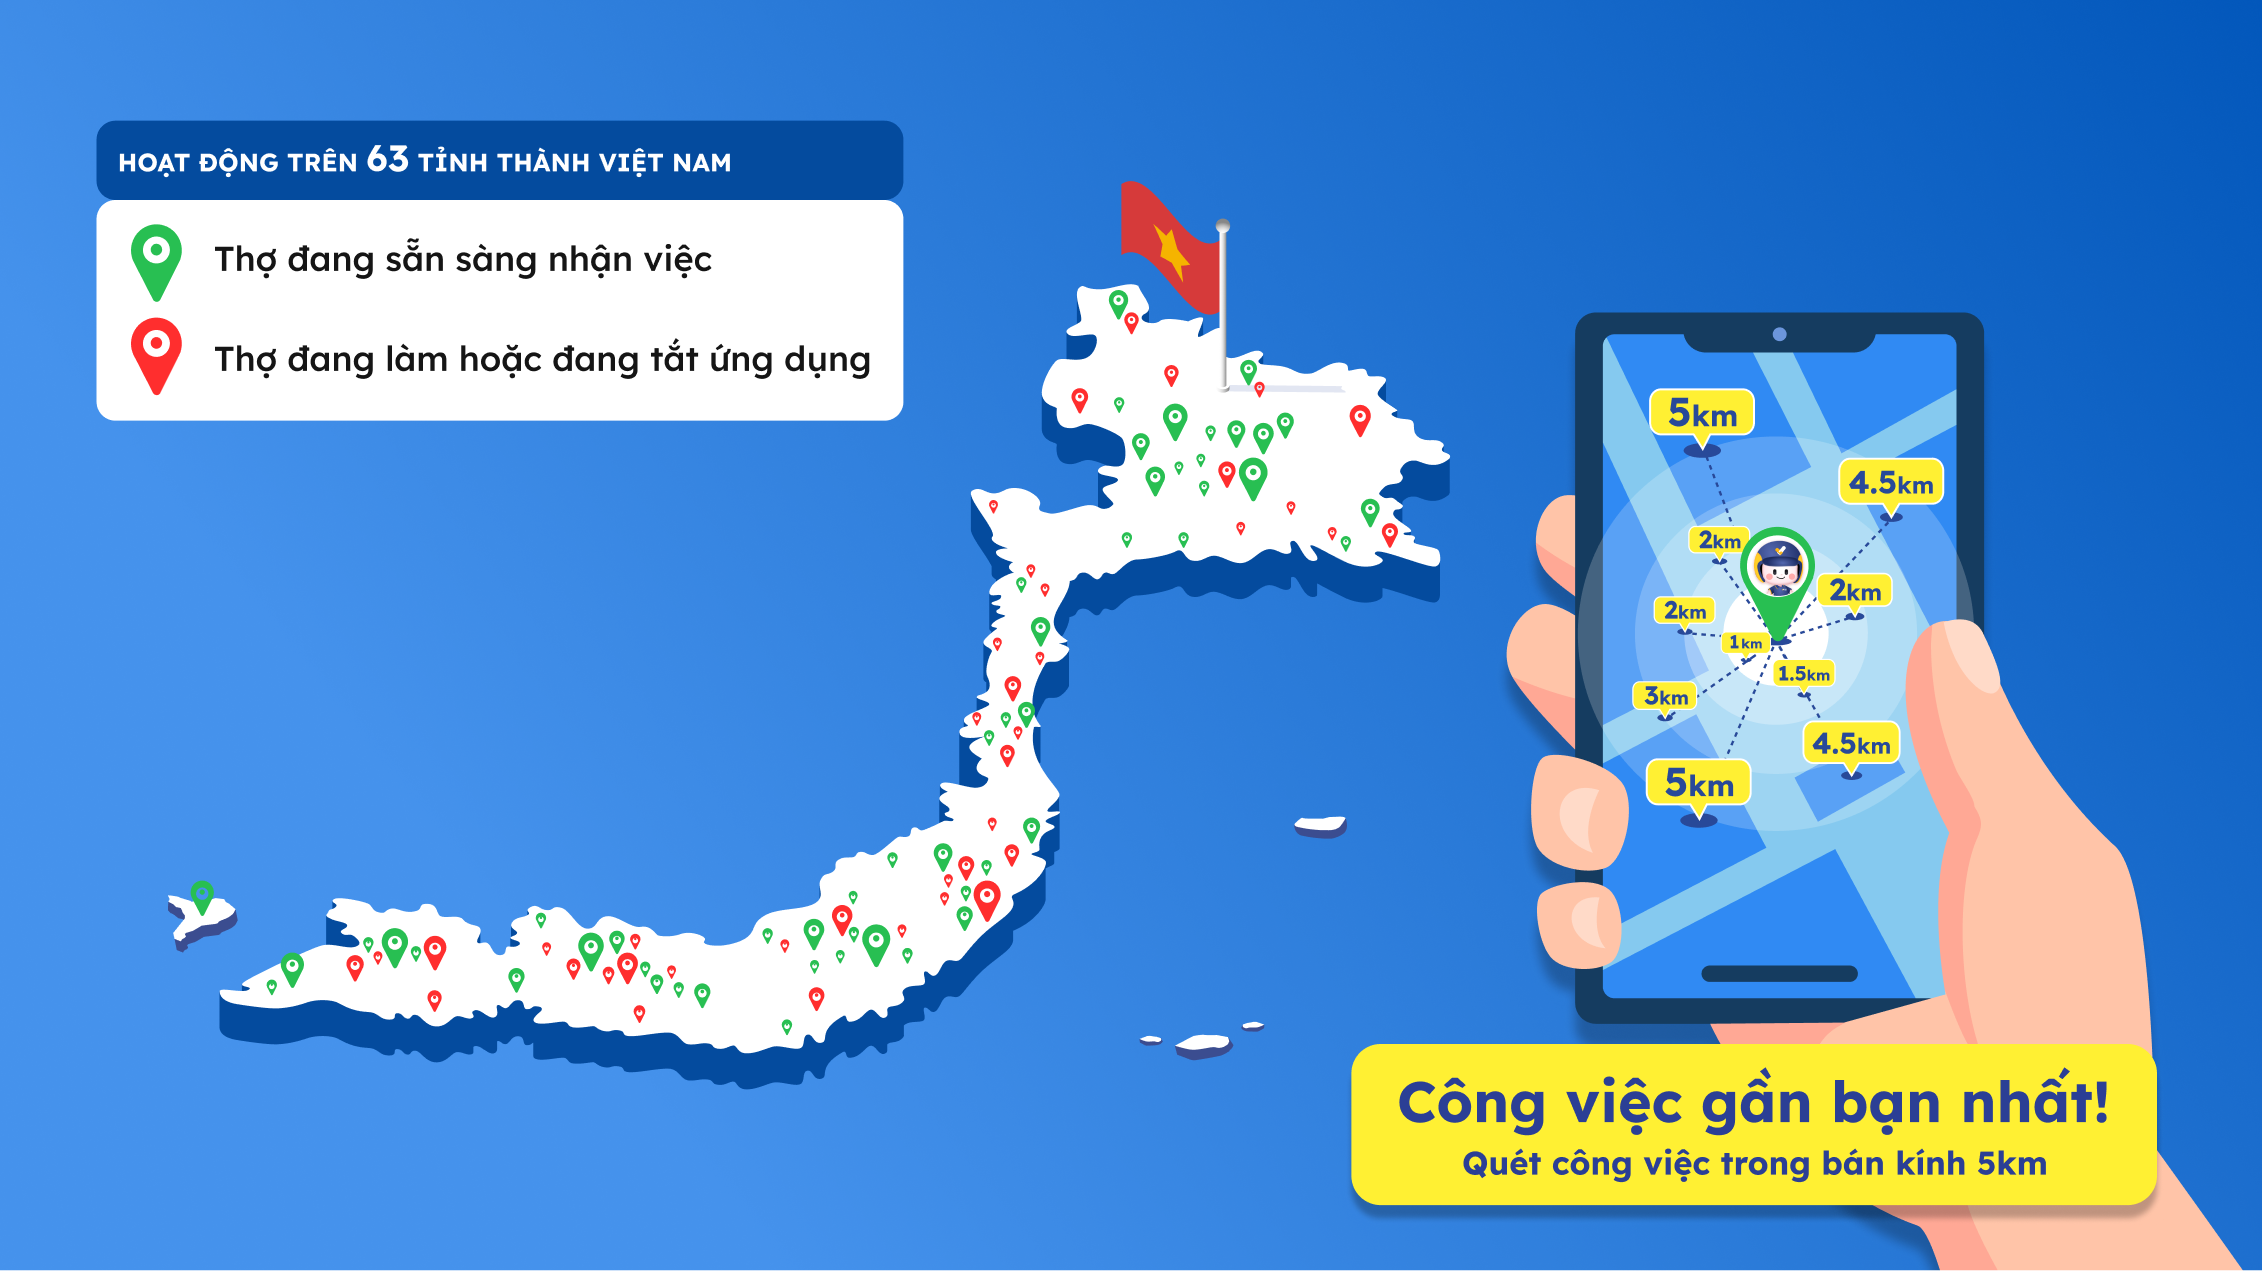 HOẠT ĐỘNG TRÊN 63 TỈNH THÀNH VIỆT NAM
Thợ đang sẵn sàng nhận việc
Thợ đang làm hoặc đang tắt ứng dụng
5km
4.5km
2km
2km
2km
1km
1.5km
3km
4.5km
5km
Công việc gần bạn nhất!
Quét công việc trong bán kính 5km